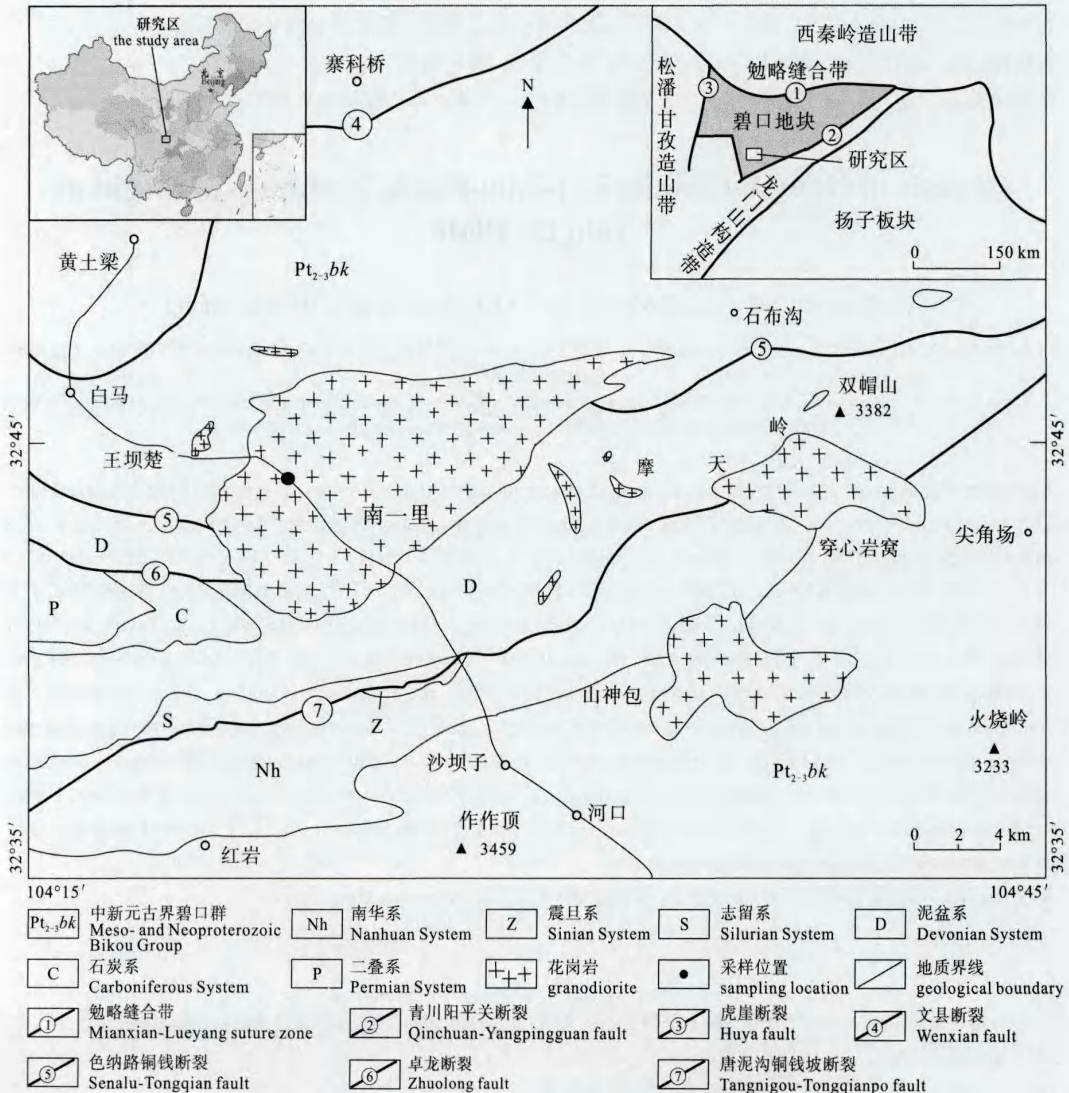 研究区
the study area
北京
Beijing
寨科桥
④
N
西秦岭造山带
松潘-甘孜造山带
勉略缝合带
③
①
碧口地块
②
研究区
龙门山构造带
扬子板块
0 150 km
黄土梁
Pt₂₋₃bk
石布沟
⑤
白马
双帽山
3382
32°45′
32°45′
王坝楚
摩
天
岭
南一里
⑤
D
尖角场
穿心岩窝
⑥
D
P
C
山神包
S
⑦
Z
火烧岭
3233
Nh
沙坝子
Pt₂₋₃bk
河口
作作顶
3459
红岩
0 2 4 km
32°35′
32°35′
104°15′
104°45′
Pt₂₋₃bk 中新元古界碧口群
Meso- and Neoproterozoic
Bikou Group
Nh 南华系
Nanhuan System
Z 震旦系
Sinian System
S 志留系
Silurian System
D 泥盆系
Devonian System
C 石炭系
Carboniferous System
P 二叠系
Permian System
花岗岩
granodiorite
采样位置
sampling location
地质界线
geological boundary
① 勉略缝合带
Mianxian-Lueyang suture zone
② 青川阳平关断裂
Qinchuan-Yangpingguan fault
③ 虎崖断裂
Huya fault
④ 文县断裂
Wenxian fault
⑤ 色纳路铜钱断裂
Senalu-Tongqian fault
⑥ 卓龙断裂
Zhuolong fault
⑦ 唐泥沟铜钱坡断裂
Tangnigou-Tongqianpo fault